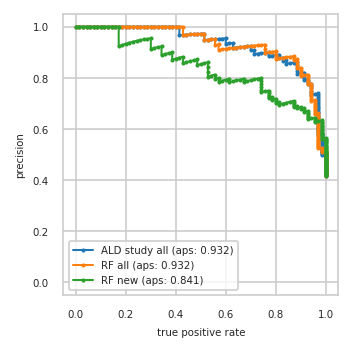 1.0
0.8
0.6
0.4
0.2
0.0
precision
ALD study all (aps: 0.932)
RF all (aps: 0.932)
RF new (aps: 0.841)
0.0 0.2 0.4 0.6 0.8 1.0
true positive rate